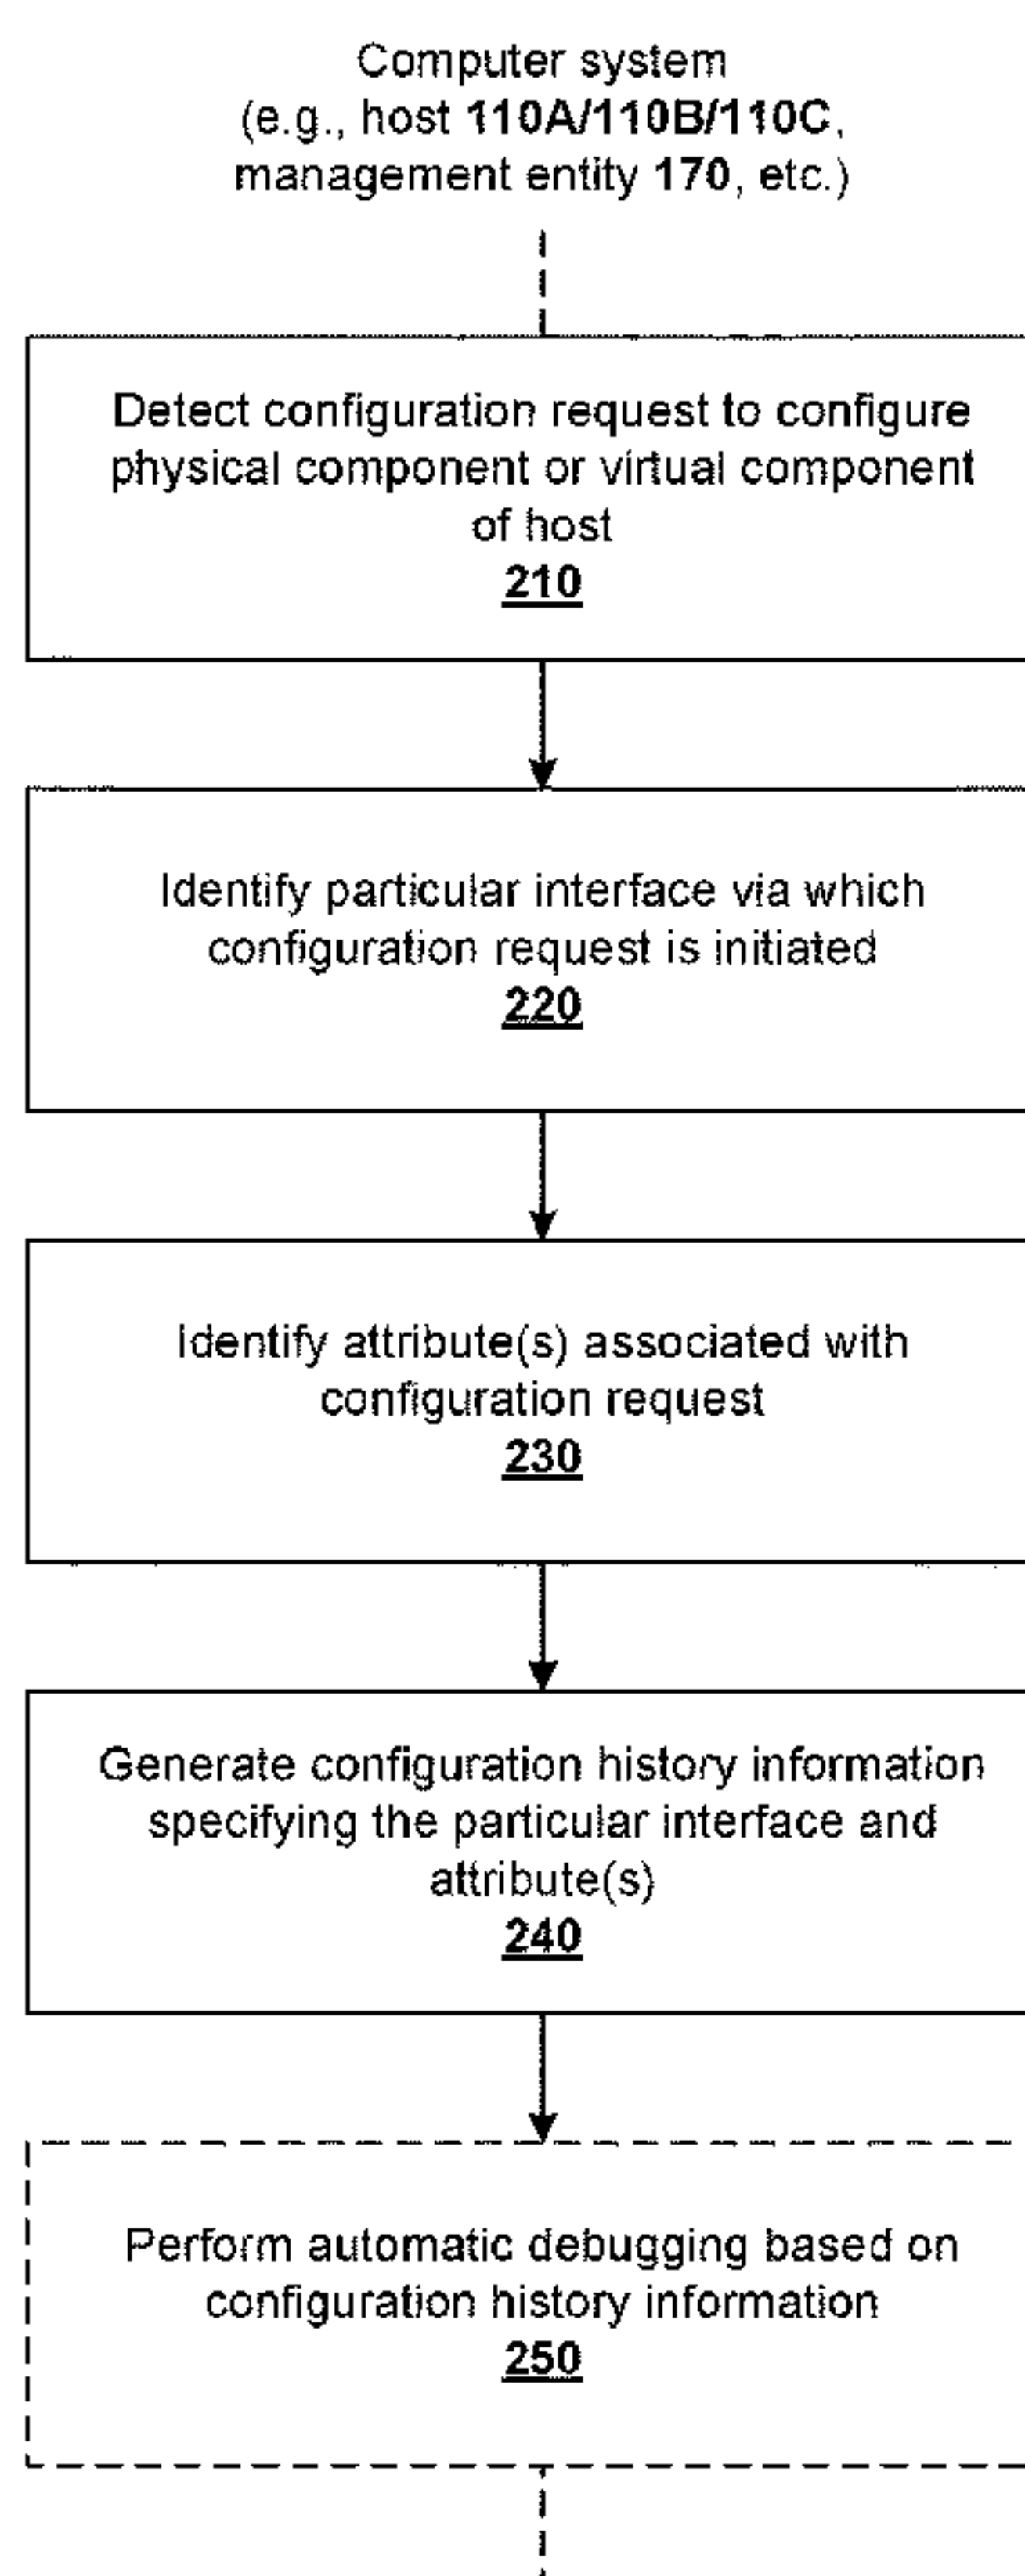 Computer system
(e.g., host 110A/110B/110C,
management entity 170, etc.)
Detect configuration request to configure
physical component or virtual component
of host
210
Identify particular interface via which
configuration request is initiated
220
Identify attribute(s) associated with
configuration request
230
Generate configuration history information
specifying the particular interface and
attribute(s)
240
Perform automatic debugging based on
configuration history information
250